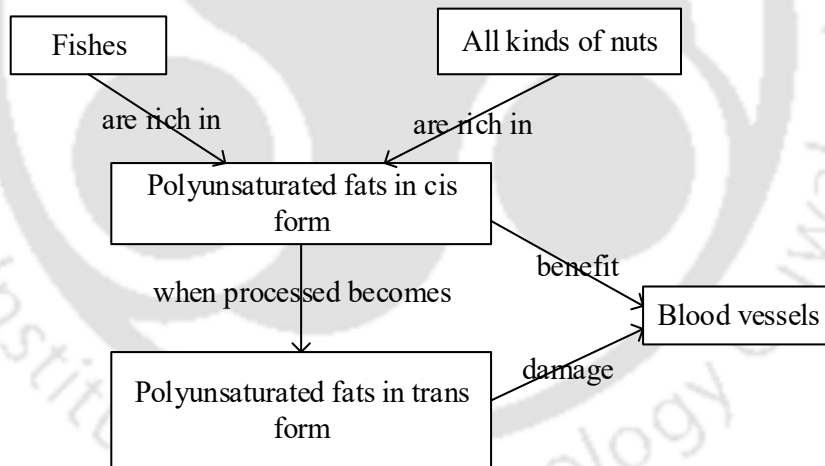 Fishes
All kinds of nuts
are rich in
are rich in
Polyunsaturated fats in cis
form
benefit
when processed becomes
Blood vessels
damage
Polyunsaturated fats in trans
form